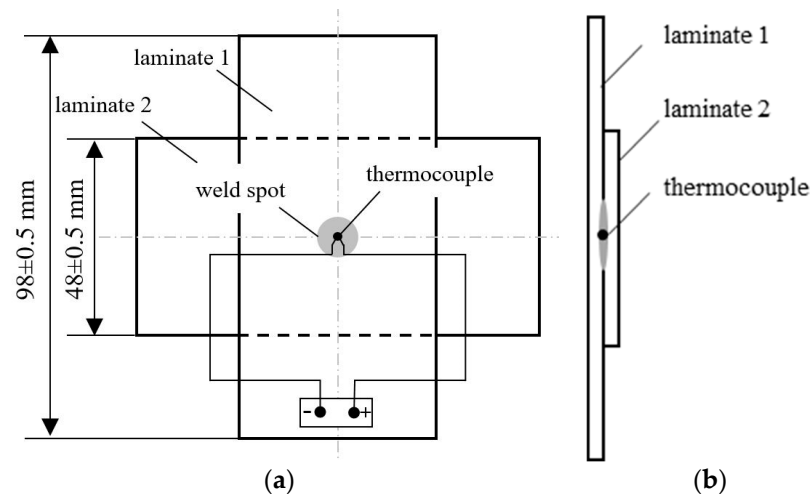 laminate 1
laminate 2
weld spot
thermocouple
98±0.5 mm
48±0.5 mm
- +
(a)
laminate 1
laminate 2
thermocouple
(b)